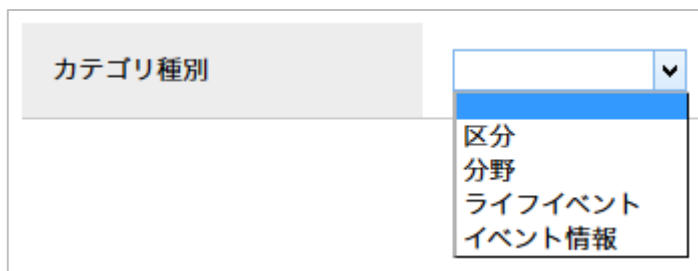 カテゴリ種別
区分
分野
ライフイベント
イベント情報